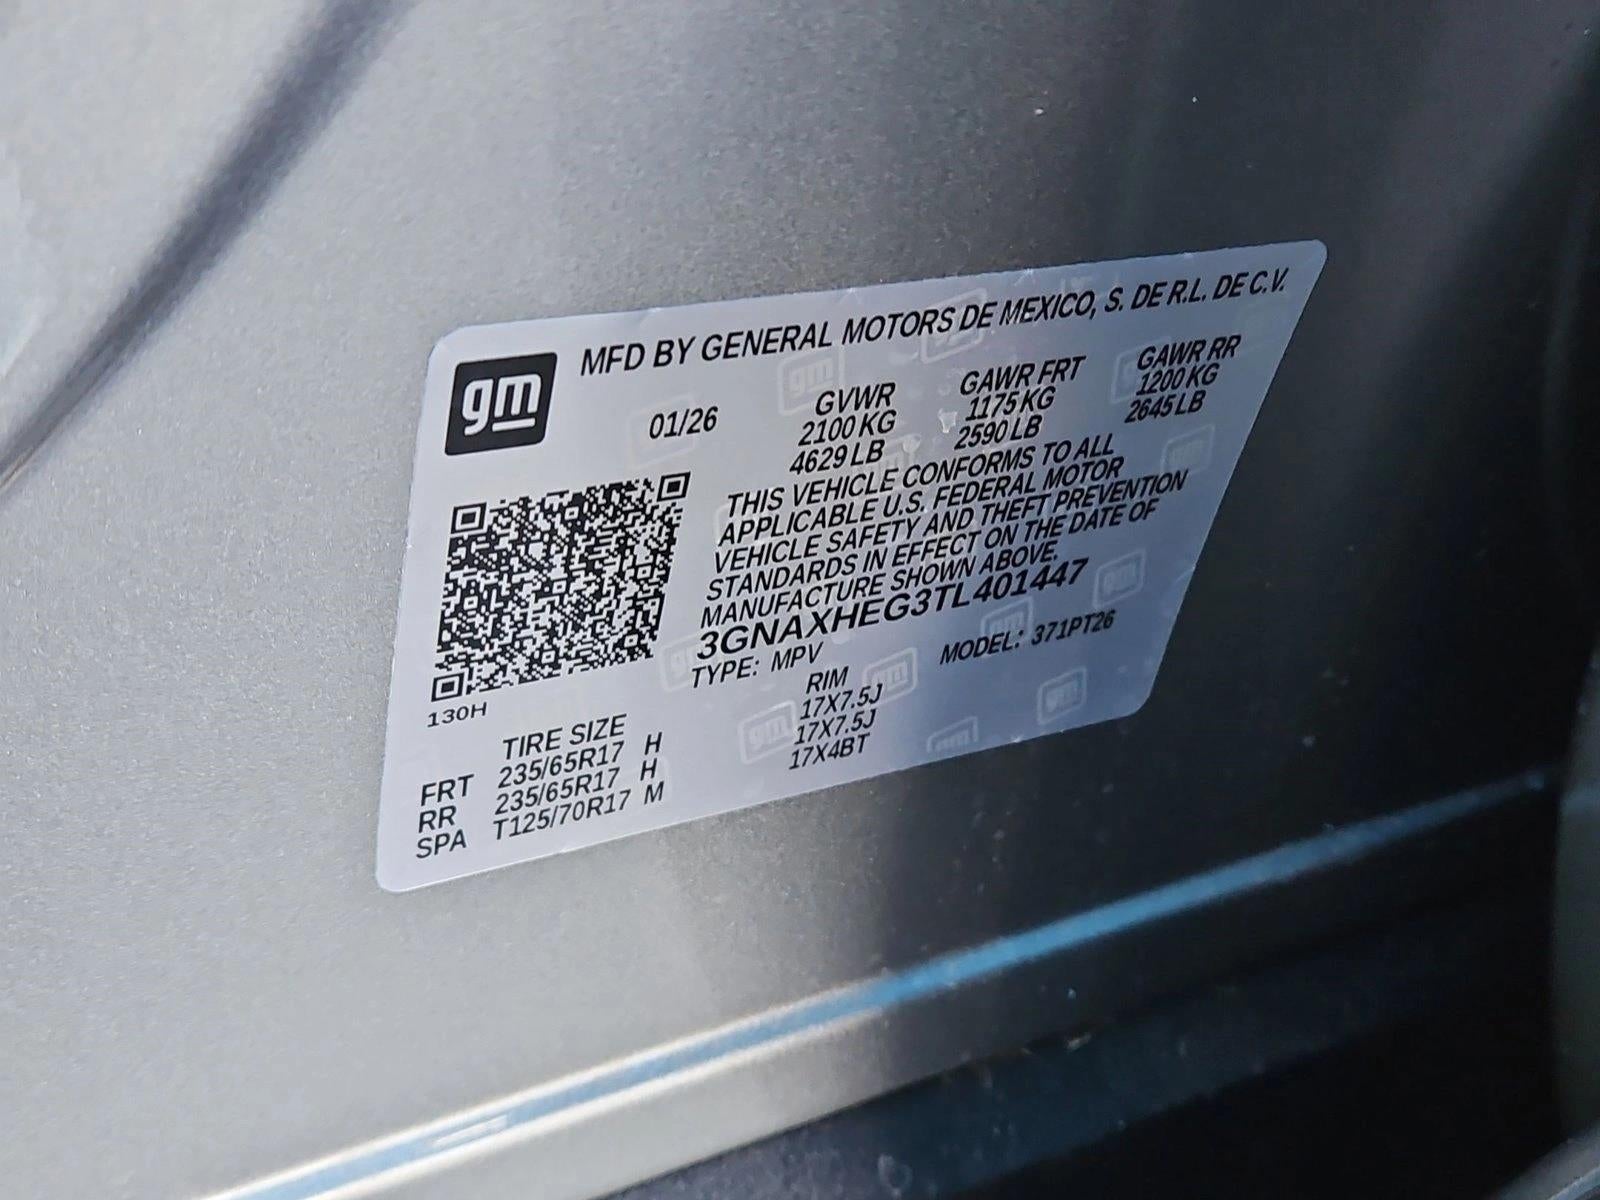 gm
MFD BY GENERAL MOTORS DE MEXICO, S. DE R.L. DE C.V.
01/26 GVWR GAWR FRT GAWR RR
2100 KG 1175 KG 1200 KG
4629 LB 2590 LB 2645 LB
THIS VEHICLE CONFORMS TO ALL
APPLICABLE U.S. FEDERAL MOTOR
VEHICLE SAFETY AND THEFT PREVENTION
STANDARDS IN EFFECT ON THE DATE OF
MANUFACTURE SHOWN ABOVE.
3GNAXHEG3TL401447
TYPE: MPV MODEL: 371PT26
130H
TIRE SIZE RIM
FRT 235/65R17 H 17X7.5J
RR 235/65R17 H 17X7.5J
SPA T125/70R17 M 17X4BT